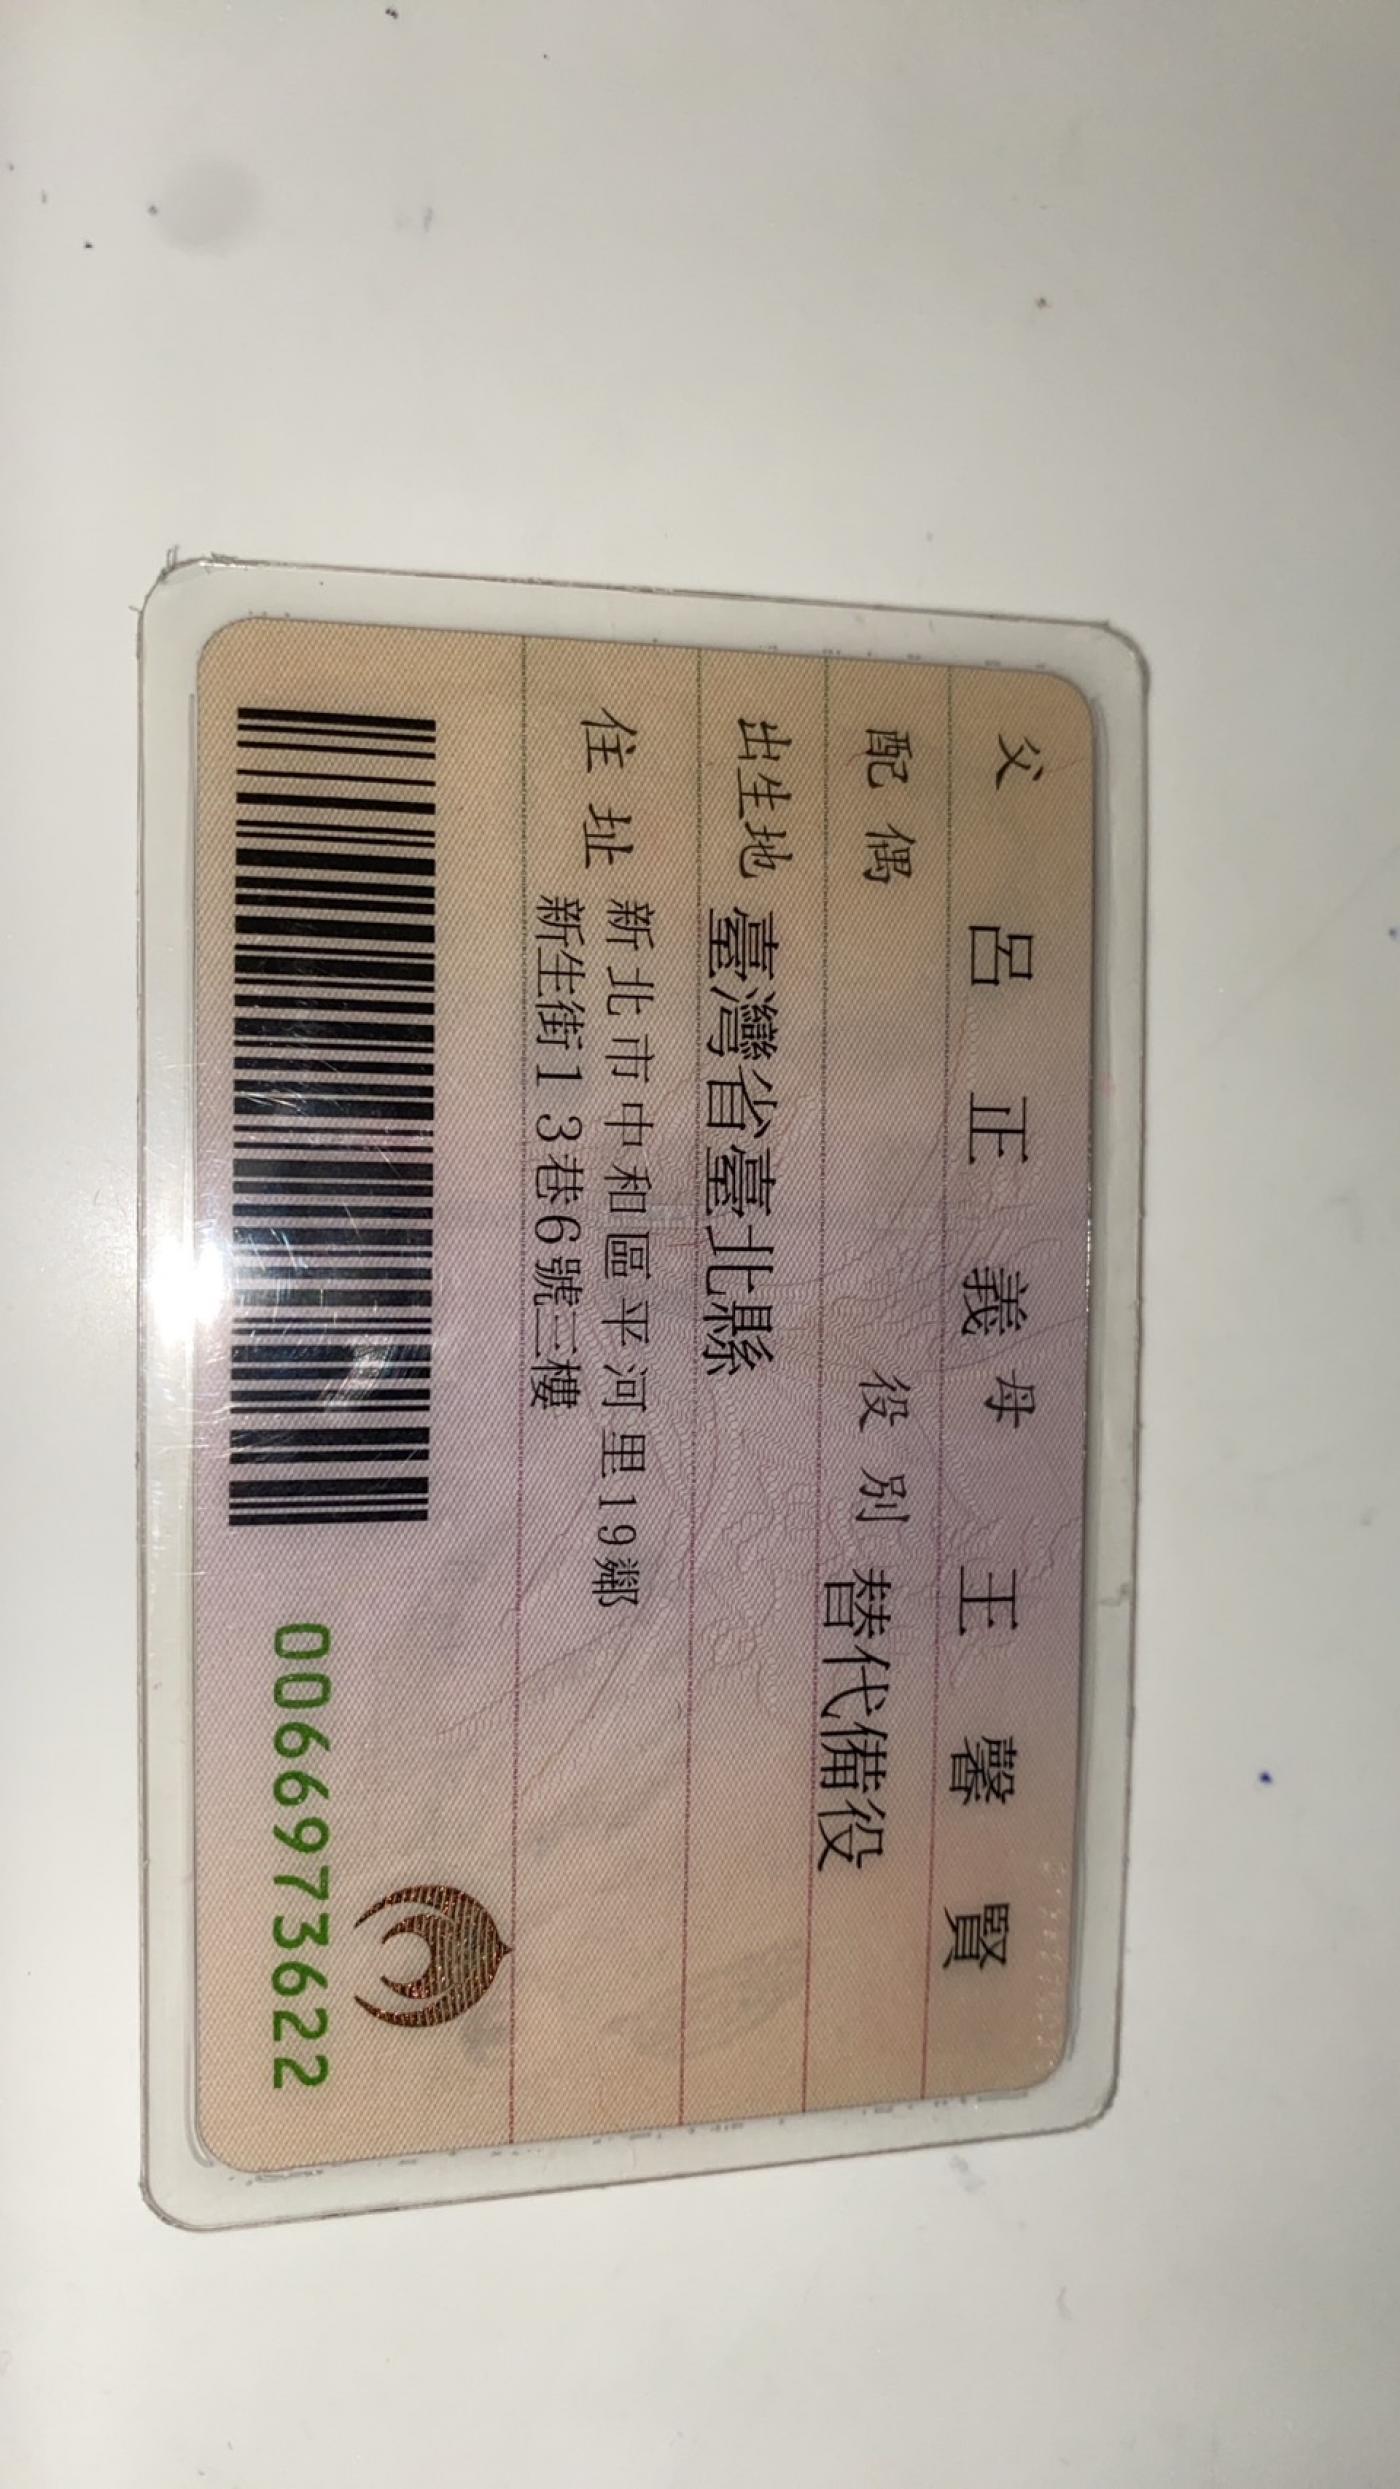 父 呂正義 母 王馨賢
配偶 役別 替代備役
出生地 臺灣省臺北縣
住址 新北市中和區平河里19鄰
新生街13巷6號三樓
0066973622